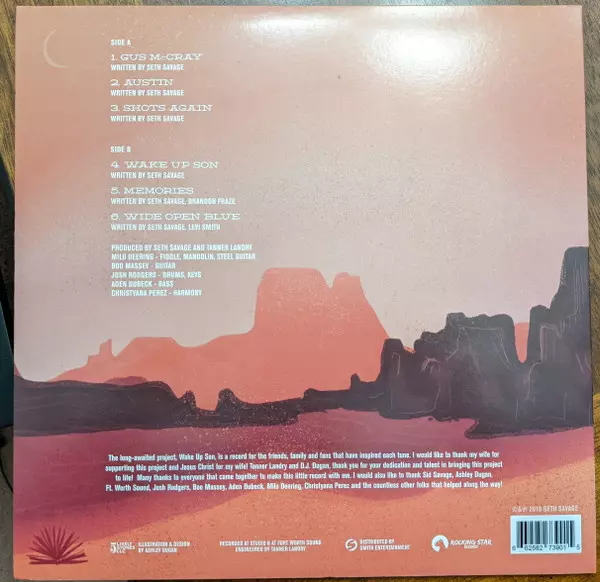 SIDE A
1. GUS McCRAY
WRITTEN BY SETH SAVAGE
2. AUSTIN
WRITTEN BY SETH SAVAGE
3. SHOTS AGAIN
WRITTEN BY SETH SAVAGE
SIDE B
4. WAKE UP SON
WRITTEN BY SETH SAVAGE
5. MEMORIES
WRITTEN BY SETH SAVAGE, BRANDON FRAZE
6. WIDE OPEN BLUE
WRITTEN BY SETH SAVAGE, LEVI SMITH
PRODUCED BY SETH SAVAGE AND TANNER LANDRY
MILO DEERING - FIDDLE, MANDOLIN, STEEL GUITAR
BOO MASSEY - GUITAR
JOSH RODGERS - DRUMS, KEYS
ADEN BUBECK - BASS
CHRISTYANA PEREZ - HARMONY
The long-awaited project, Wake Up Son, is a record for the friends, family and fans that have inspired each tune. I would like to thank my wife for
supporting this project and Jesus Christ for my wife! Tanner Landry and D.J. Dugan, thank you for your dedication and talent in bringing this project
to life! Many thanks to everyone that came together to make this little record with me. I would also like to thank Sid Savage, Ashley Dugan,
Ft. Worth Sound, Josh Rodgers, Boo Massey, Aden Bubeck, Milo Deering, Christyana Perez and the countless other folks that helped along the way!
©&℗ 2019 SETH SAVAGE
ILLUSTRATION & DESIGN
BY ASHLEY DUGAN
RECORDED AT STUDIO B AT FORT WORTH SOUND
ENGINEERED BY TANNER LANDRY
DISTRIBUTED BY
SMITH ENTERTAINMENT
ROCKING STAR
RECORDS